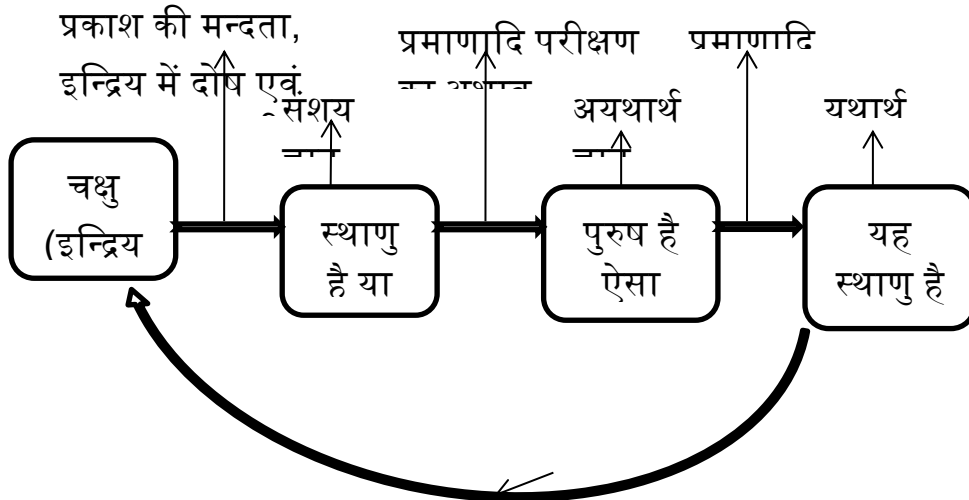 प्रकाश की मन्दता,
इन्द्रिय में दोष एवं
प्रमाणादि परीक्षण
प्रमाणादि
संशय
अयथार्थ
यथार्थ
चक्षु
(इन्द्रिय
स्थाणु
है या
पुरुष है
ऐसा
यह
स्थाणु है